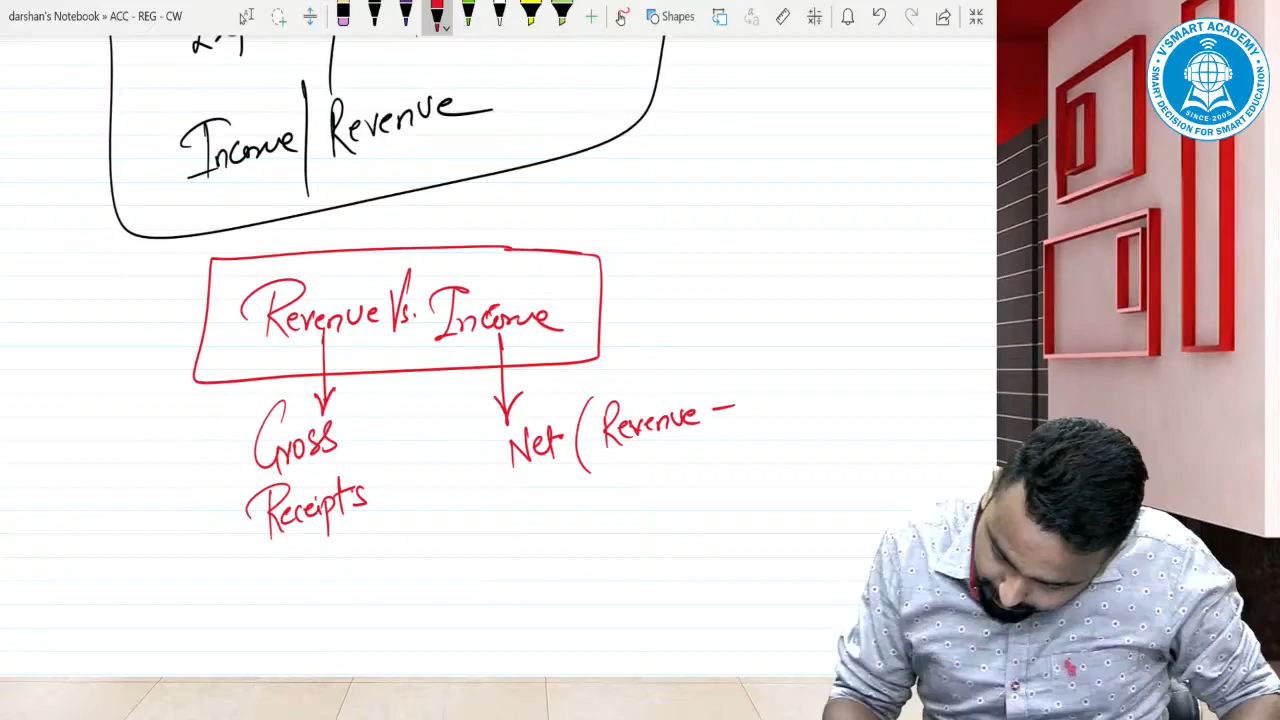 darshan's Notebook » ACC - REG - CW
Shapes
V'SMART ACADEMY
SINCE-2005
SMART DECISION FOR SMART EDUCATION
Income | Revenue
Revenue Vs. Income
Gross
Receipts
Net (Revenue –